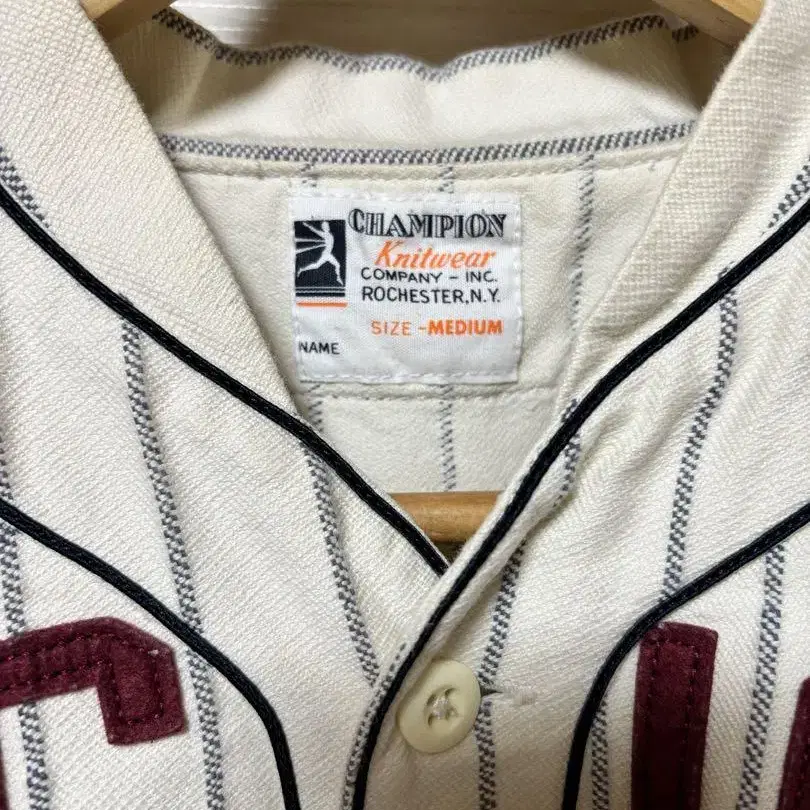 CHAMPION
Knitwear
COMPANY - INC.
ROCHESTER, N.Y.
SIZE - MEDIUM
NAME